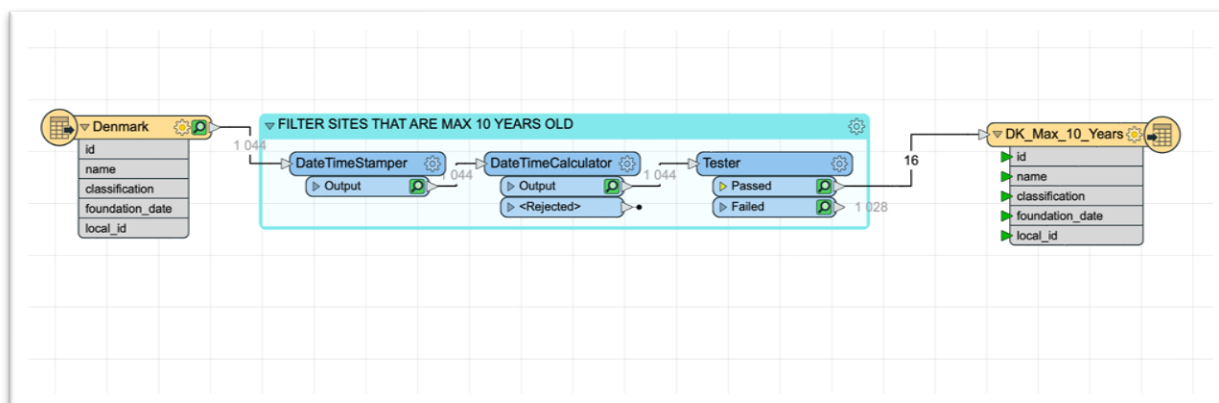 Denmark
id
name
classification
foundation_date
local_id
1 044
FILTER SITES THAT ARE MAX 10 YEARS OLD
DateTimeStamper
Output
1 044
DateTimeCalculator
Output
<Rejected>
1 044
Tester
Passed
Failed
16
1 028
DK_Max_10_Years
id
name
classification
foundation_date
local_id